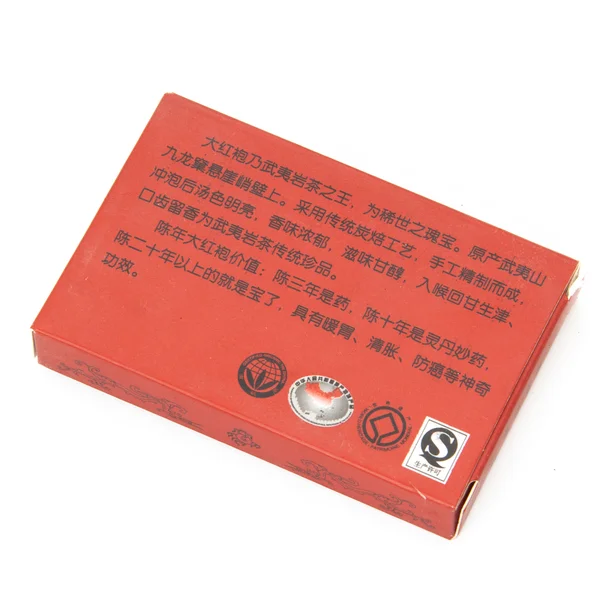 大红袍乃武夷岩茶之王，为稀世之瑰宝。原产武夷山
九龙窠悬崖峭壁上。采用传统炭焙工艺，手工精制而成，
冲泡后汤色明亮，香味浓郁，滋味甘醇，入喉回甘生津、
口齿留香为武夷岩茶传统珍品。
陈年大红袍价值：陈三年是药，陈十年是灵丹妙药，
陈二十年以上的就是宝了，具有暖胃、清胀、防癌等神奇
功效。
生产许可